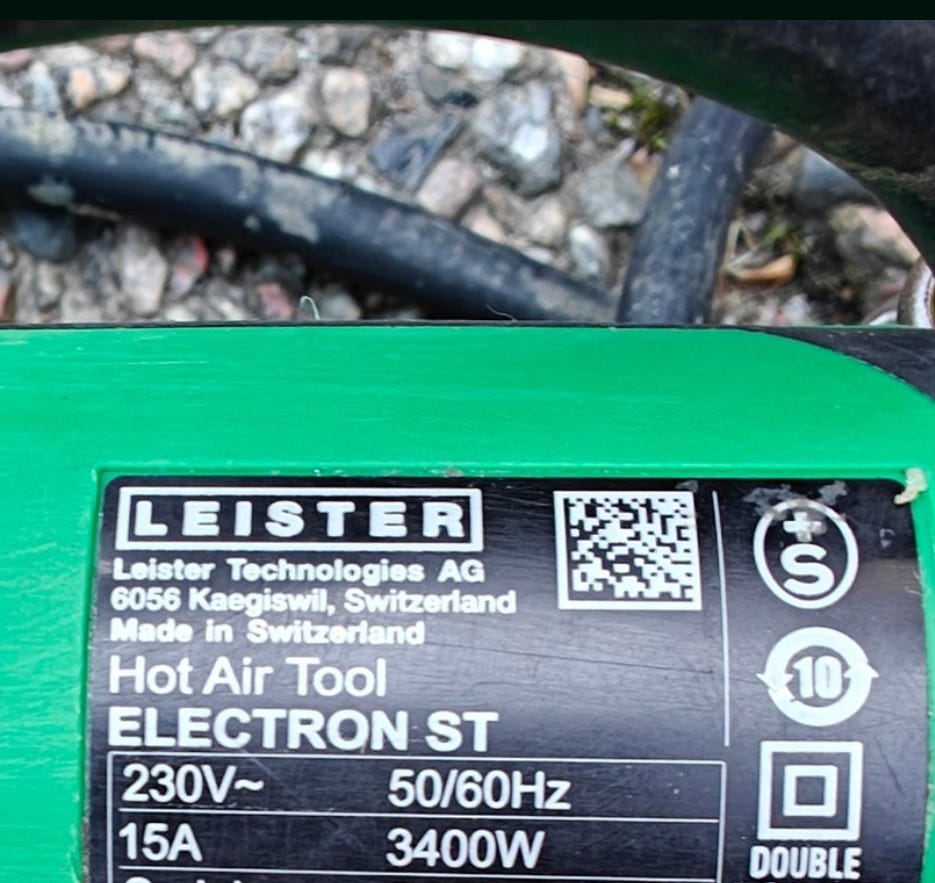 LEISTER
Leister Technologies AG
6056 Kaegiswil, Switzerland
Made in Switzerland
Hot Air Tool
ELECTRON ST
230V~ 50/60Hz
15A 3400W
+
S
10
DOUBLE